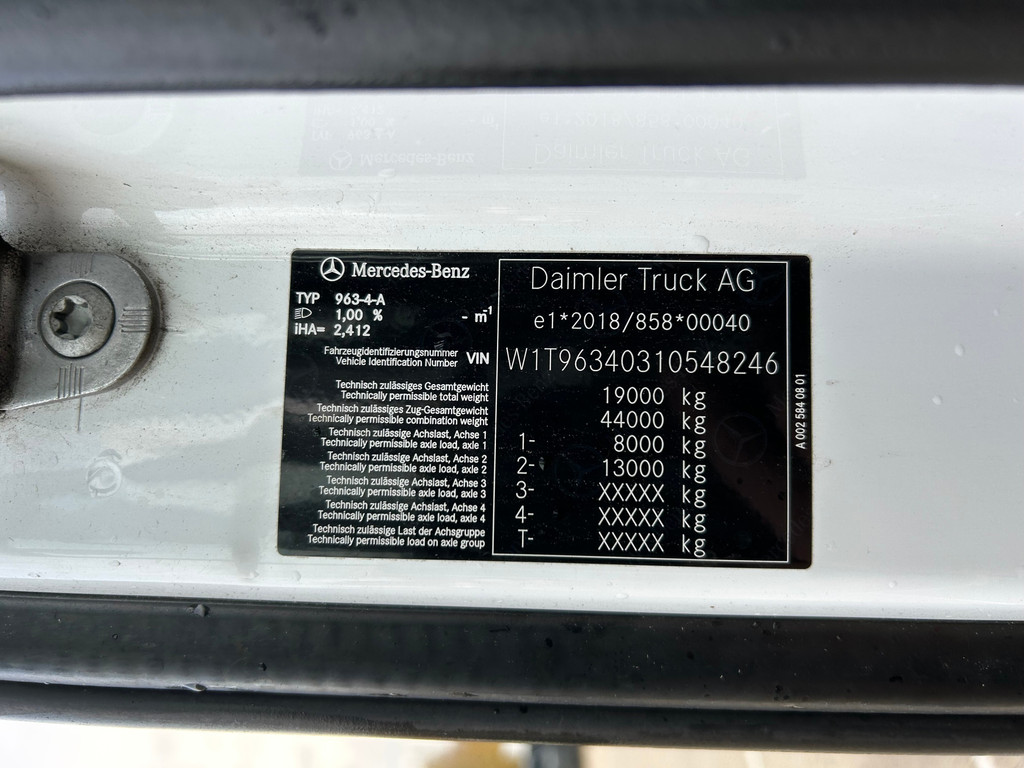 Mercedes-Benz
TYP 963-4-A
1,00 % - m⁻¹
iHA= 2,412
Fahrzeugidentifizierungsnummer
Vehicle Identification Number VIN
Technisch zulässiges Gesamtgewicht
Technically permissible total weight
Technisch zulässiges Zug-Gesamtgewicht
Technically permissible combination weight
Technisch zulässige Achslast, Achse 1
Technically permissible axle load, axle 1
Technisch zulässige Achslast, Achse 2
Technically permissible axle load, axle 2
Technisch zulässige Achslast, Achse 3
Technically permissible axle load, axle 3
Technisch zulässige Achslast, Achse 4
Technically permissible axle load, axle 4
Technisch zulässige Last der Achsgruppe
Technically permissible load on axle group
Daimler Truck AG
e1*2018/858*00040
W1T96340310548246
19000 kg
44000 kg
1- 8000 kg
2- 13000 kg
3- XXXXX kg
4- XXXXX kg
T- XXXXX kg
A 002 584 08 01